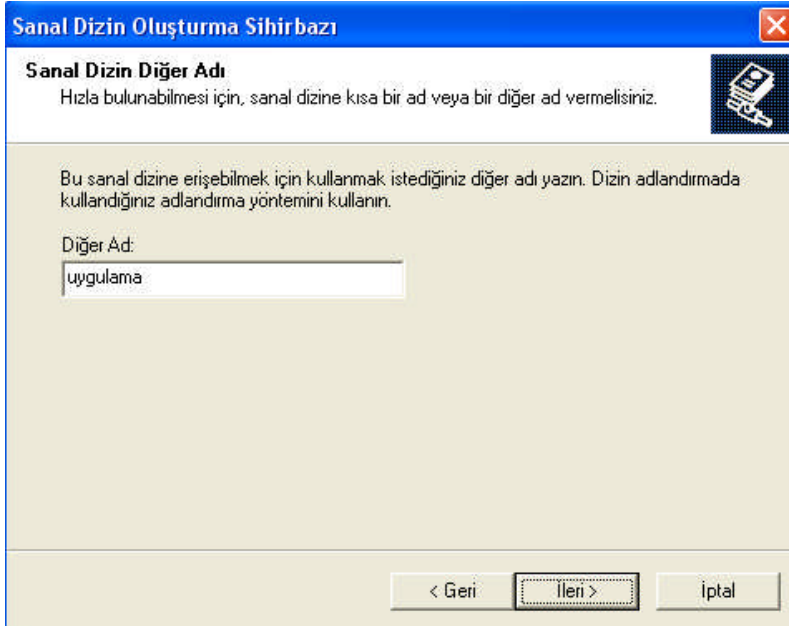 Sanal Dizin Oluşturma Sihirbazı
Sanal Dizin Diğer Adı
Hızla bulunabilmesi için, sanal dizine kısa bir ad veya bir diğer ad vermelisiniz.
Bu sanal dizine erişebilmek için kullanmak istediğiniz diğer adı yazın. Dizin adlandırmada
kullandığınız adlandırma yöntemini kullanın.
Diğer Ad:
uygulama
< Geri İleri > İptal